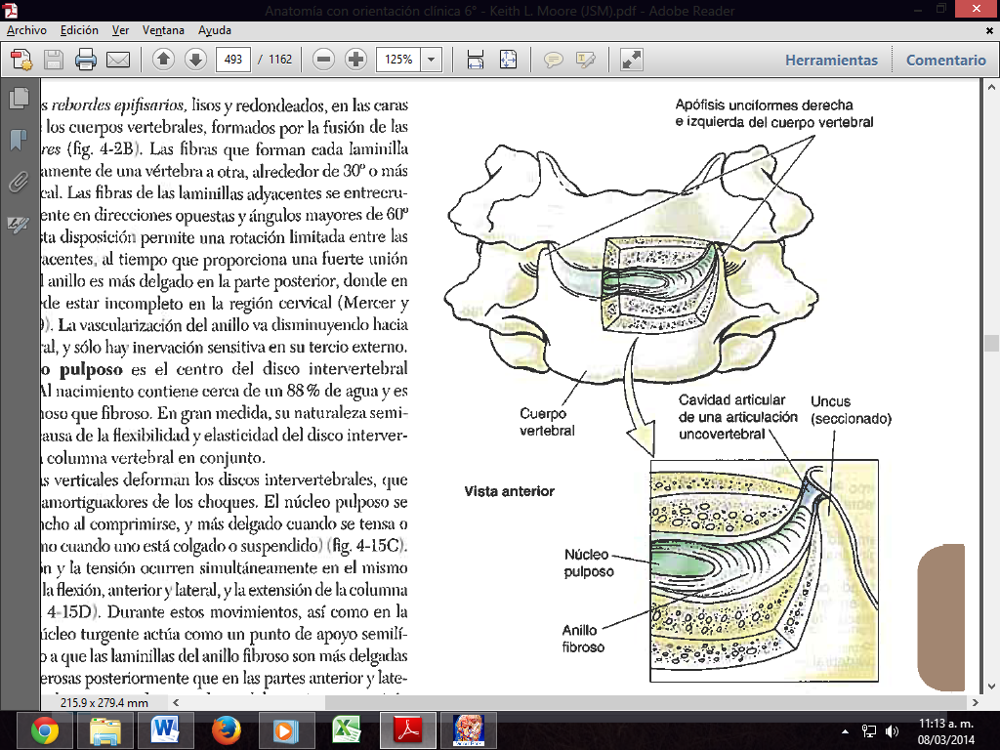 Anatomía con orientación clínica 6° - Keith L. Moore (JSM).pdf - Adobe Reader
Archivo Edición Ver Ventana Ayuda
493 / 1162 125% Herramientas Comentario
s rebordes epifisarios, lisos y redondeados, en las caras
los cuerpos vertebrales, formados por la fusión de las
res (fig. 4-2B). Las fibras que forman cada laminilla
amente de una vértebra a otra, alrededor de 30° o más
cal. Las fibras de las laminillas adyacentes se entrecru-
ente en direcciones opuestas y ángulos mayores de 60°
sta disposición permite una rotación limitada entre las
acentes, al tiempo que proporciona una fuerte unión
l anillo es más delgado en la parte posterior, donde en
ede estar incompleto en la región cervical (Mercer y
). La vascularización del anillo va disminuyendo hacia
ral, y sólo hay inervación sensitiva en su tercio externo.
o pulposo es el centro del disco intervertebral
Al nacimiento contiene cerca de un 88 % de agua y es
noso que fibroso. En gran medida, su naturaleza semi-
causa de la flexibilidad y elasticidad del disco interver-
a columna vertebral en conjunto.
as verticales deforman los discos intervertebrales, que
amortiguadores de los choques. El núcleo pulposo se
ncho al comprimirse, y más delgado cuando se tensa o
mo cuando uno está colgado o suspendido) (fig. 4-15C).
ón y la tensión ocurren simultáneamente en el mismo
la flexión, anterior y lateral, y la extensión de la columna
. 4-15D). Durante estos movimientos, así como en la
úcleo turgente actúa como un punto de apoyo semilí-
o a que las laminillas del anillo fibroso son más delgadas
erosas posteriormente que en las partes anterior y late-
Apófisis unciformes derecha
e izquierda del cuerpo vertebral
Cuerpo
vertebral
Cavidad articular
de una articulación
uncovertebral
Uncus
(seccionado)
Vista anterior
Núcleo
pulposo
Anillo
fibroso
215.9 x 279.4 mm
11:13 a. m.
08/03/2014